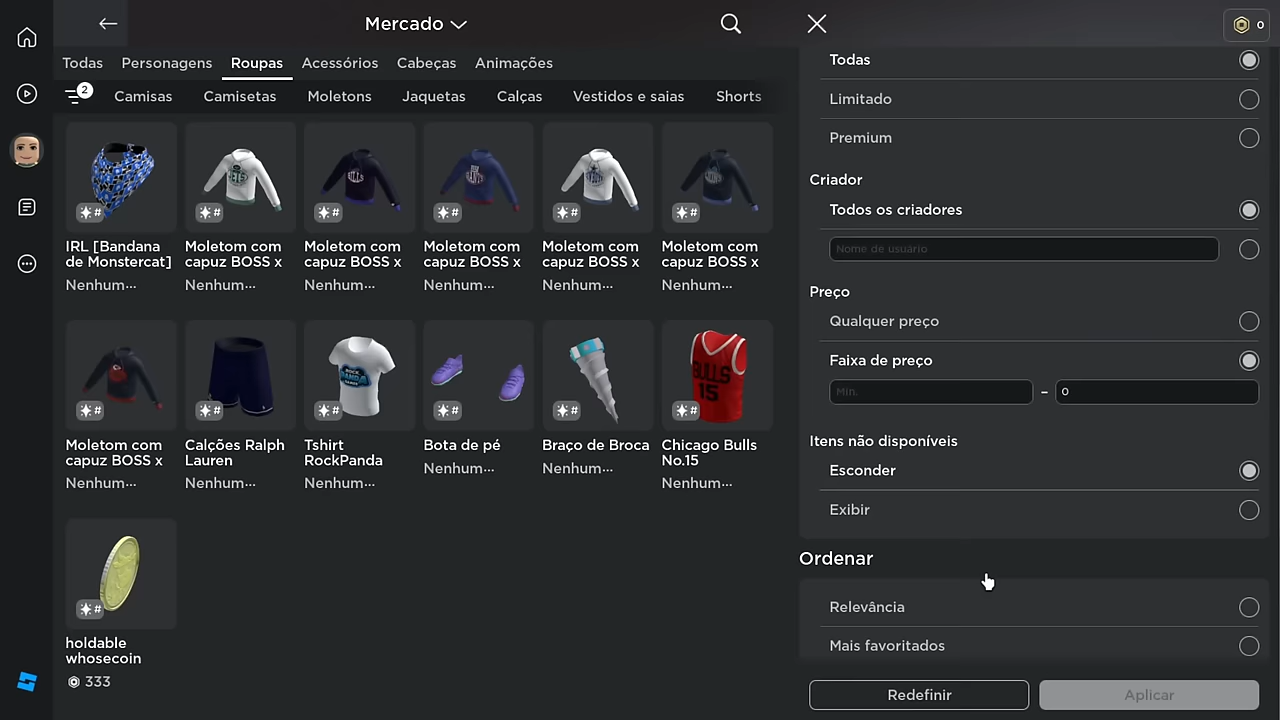 Mercado
0
Todas
Personagens
Roupas
Acessórios
Cabeças
Animações
2
Camisas
Camisetas
Moletons
Jaquetas
Calças
Vestidos e saias
Shorts
#
#
#
#
#
#
IRL [Bandana
de Monstercat]
Nenhum...
Moletom com
capuz BOSS x
Nenhum...
Moletom com
capuz BOSS x
Nenhum...
Moletom com
capuz BOSS x
Nenhum...
Moletom com
capuz BOSS x
Nenhum...
Moletom com
capuz BOSS x
Nenhum...
ROCK
PANDA
BULLS
15
#
#
#
#
#
#
Moletom com
capuz BOSS x
Nenhum...
Calções Ralph
Lauren
Nenhum...
Tshirt
RockPanda
Nenhum...
Bota de pé
Nenhum...
Braço de Broca
Nenhum...
Chicago Bulls
No.15
Nenhum...
#
holdable
whosecoin
333
Todas
Limitado
Premium
Criador
Todos os criadores
Nome de usuário
Preço
Qualquer preço
Faixa de preço
Min.
–
0
Itens não disponíveis
Esconder
Exibir
Ordenar
Relevância
Mais favoritados
Redefinir
Aplicar